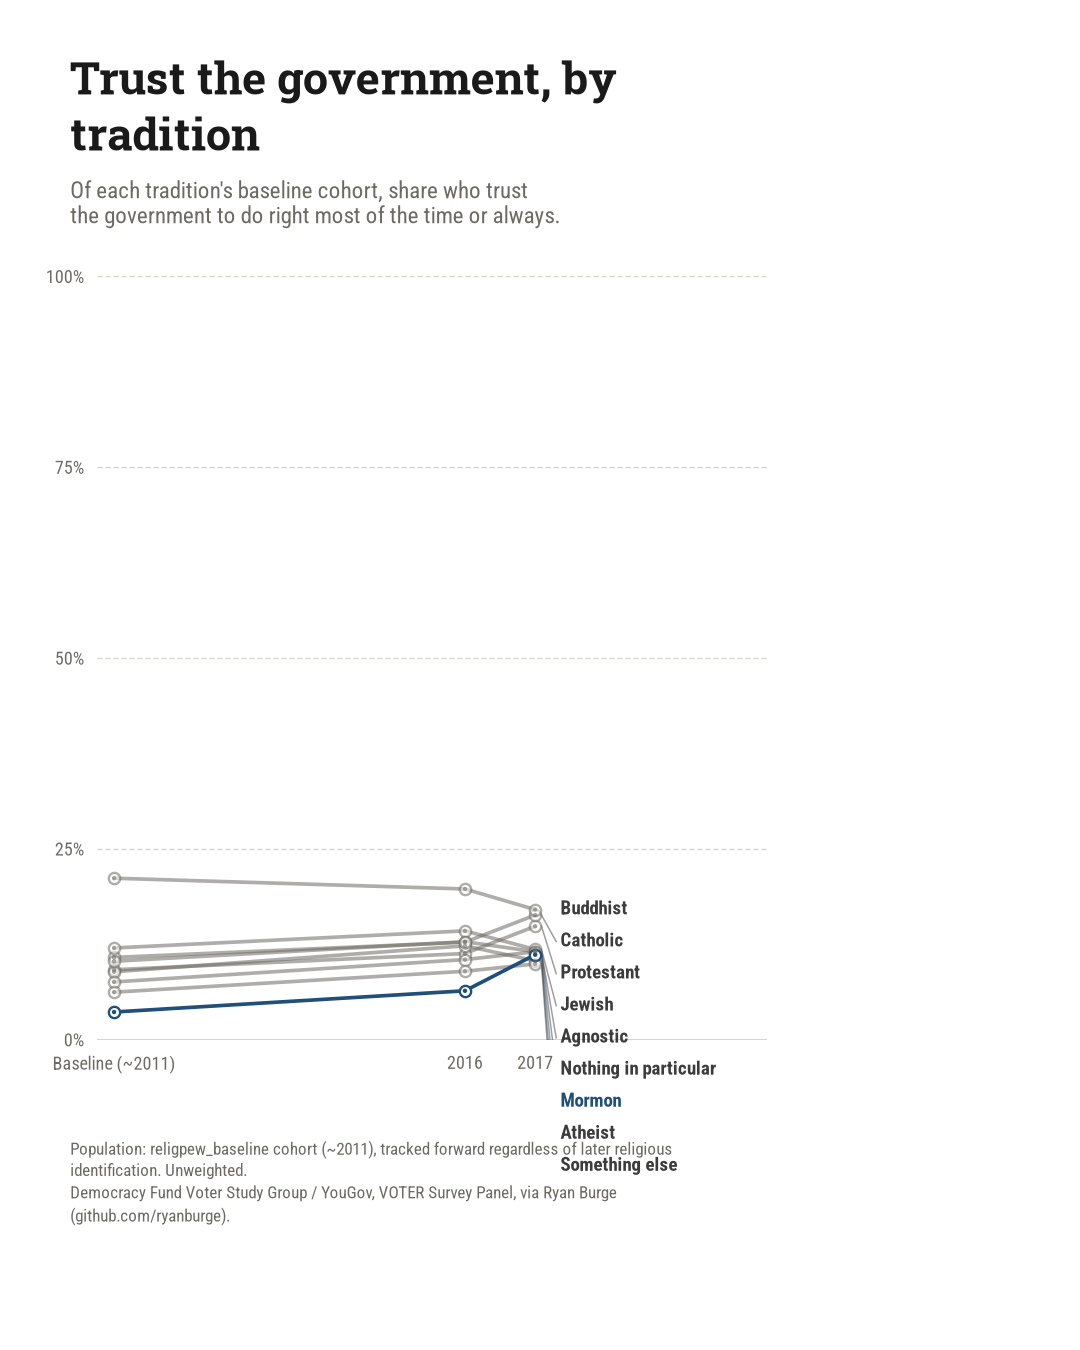 Trust the government, by
tradition
Of each tradition's baseline cohort, share who trust
the government to do right most of the time or always.
100%
75%
50%
25%
0%
Baseline (~2011)
2016
2017
Buddhist
Catholic
Protestant
Jewish
Agnostic
Nothing in particular
Mormon
Atheist
Something else
Population: religpew_baseline cohort (~2011), tracked forward regardless of later religious
identification. Unweighted.
Democracy Fund Voter Study Group / YouGov, VOTER Survey Panel, via Ryan Burge
(github.com/ryanburge).